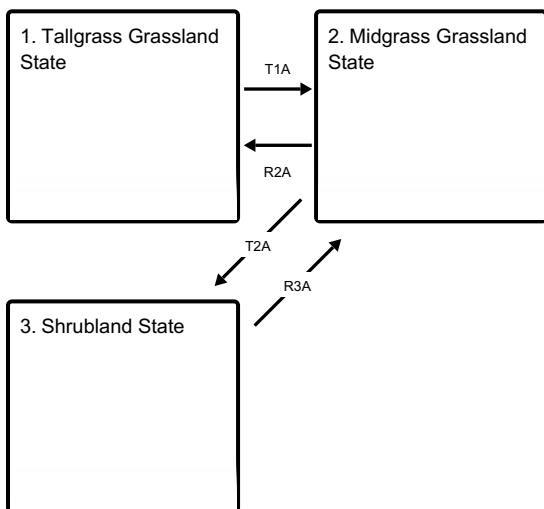 1. Tallgrass Grassland
State
2. Midgrass Grassland
State
T1A
R2A
T2A
R3A
3. Shrubland State